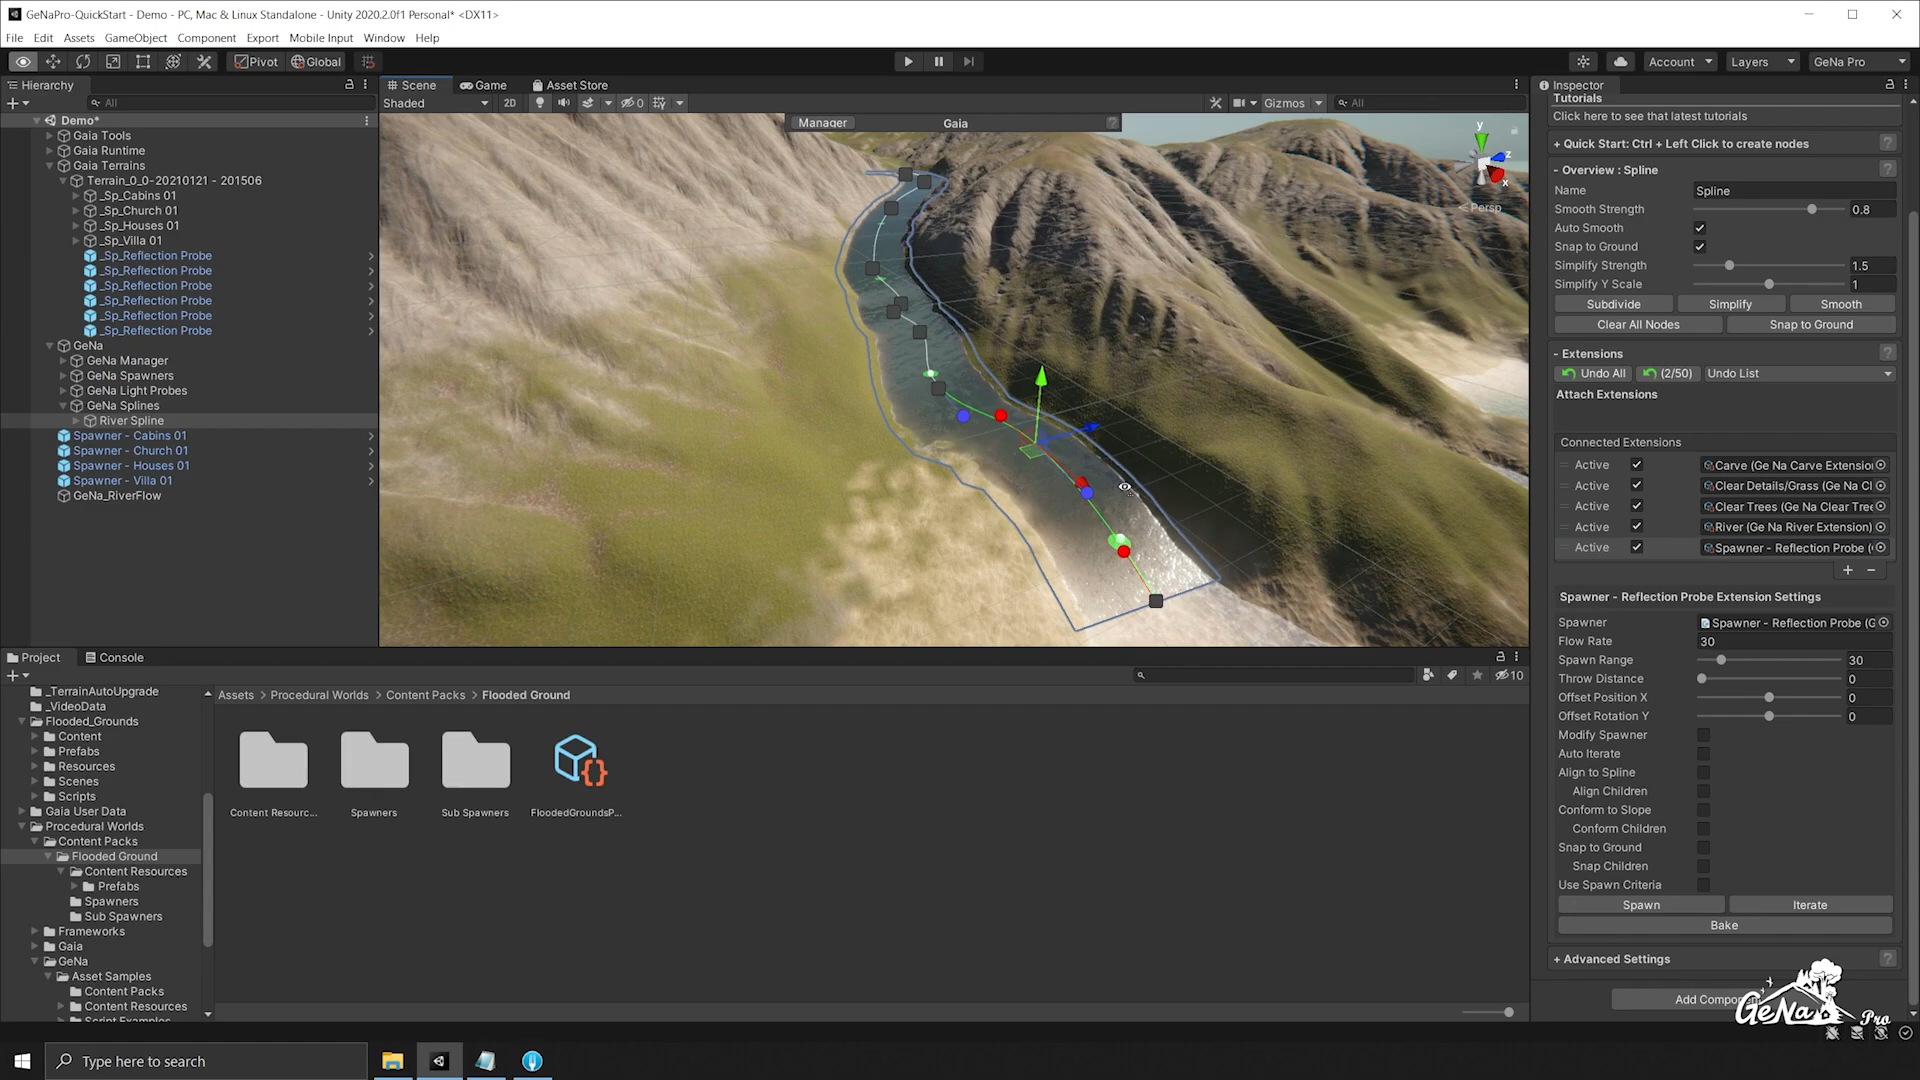 GeNaPro-QuickStart - Demo - PC, Mac & Linux Standalone - Unity 2020.2.0f1 Personal* <DX11>
File Edit Assets GameObject Component Export Mobile Input Window Help
Pivot Global Account Layers GeNa Pro
Hierarchy
All
Demo*
Gaia Tools
Gaia Runtime
Gaia Terrains
Terrain_0_0-20210121 - 201506
_Sp_Cabins 01
_Sp_Church 01
_Sp_Houses 01
_Sp_Villa 01
_Sp_Reflection Probe
_Sp_Reflection Probe
_Sp_Reflection Probe
_Sp_Reflection Probe
_Sp_Reflection Probe
_Sp_Reflection Probe
GeNa
GeNa Manager
GeNa Spawners
GeNa Light Probes
GeNa Splines
River Spline
Spawner - Cabins 01
Spawner - Church 01
Spawner - Houses 01
Spawner - Villa 01
GeNa_RiverFlow
Scene Game Asset Store
Shaded 2D 0 Gizmos All
Manager Gaia
y
z
x
< Persp
Inspector
Tutorials
Click here to see that latest tutorials
+ Quick Start: Ctrl + Left Click to create nodes
- Overview : Spline
Name Spline
Smooth Strength 0.8
Auto Smooth
Snap to Ground
Simplify Strength 1.5
Simplify Y Scale 1
Subdivide Simplify Smooth
Clear All Nodes Snap to Ground
- Extensions
Undo All (2/50) Undo List
Attach Extensions
Connected Extensions
Active Carve (Ge Na Carve Extensio
Active Clear Details/Grass (Ge Na Cl
Active Clear Trees (Ge Na Clear Tree
Active River (Ge Na River Extension)
Active Spawner - Reflection Probe (
+ -
Spawner - Reflection Probe Extension Settings
Spawner Spawner - Reflection Probe (G
Flow Rate 30
Spawn Range 30
Throw Distance 0
Offset Position X 0
Offset Rotation Y 0
Modify Spawner
Auto Iterate
Align to Spline
Align Children
Conform to Slope
Conform Children
Snap to Ground
Snap Children
Use Spawn Criteria
Spawn Iterate
Bake
+ Advanced Settings
GeNa Pro
Project Console
10
_TerrainAutoUpgrade
_VideoData
Flooded_Grounds
Content
Prefabs
Resources
Scenes
Scripts
Gaia User Data
Procedural Worlds
Content Packs
Flooded Ground
Content Resources
Prefabs
Spawners
Sub Spawners
Frameworks
Gaia
GeNa
Asset Samples
Content Packs
Content Resources
Assets > Procedural Worlds > Content Packs > Flooded Ground
Content Resourc... Spawners Sub Spawners FloodedGroundsP...
Type here to search